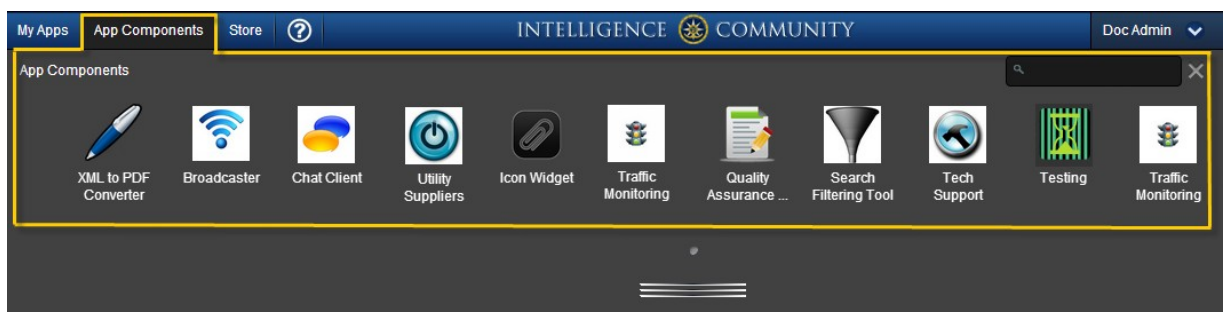 My Apps App Components Store ? INTELLIGENCE COMMUNITY Doc Admin
App Components
XML to PDF Converter
Broadcaster
Chat Client
Utility Suppliers
Icon Widget
Traffic Monitoring
Quality Assurance ...
Search Filtering Tool
Tech Support
Testing
Traffic Monitoring